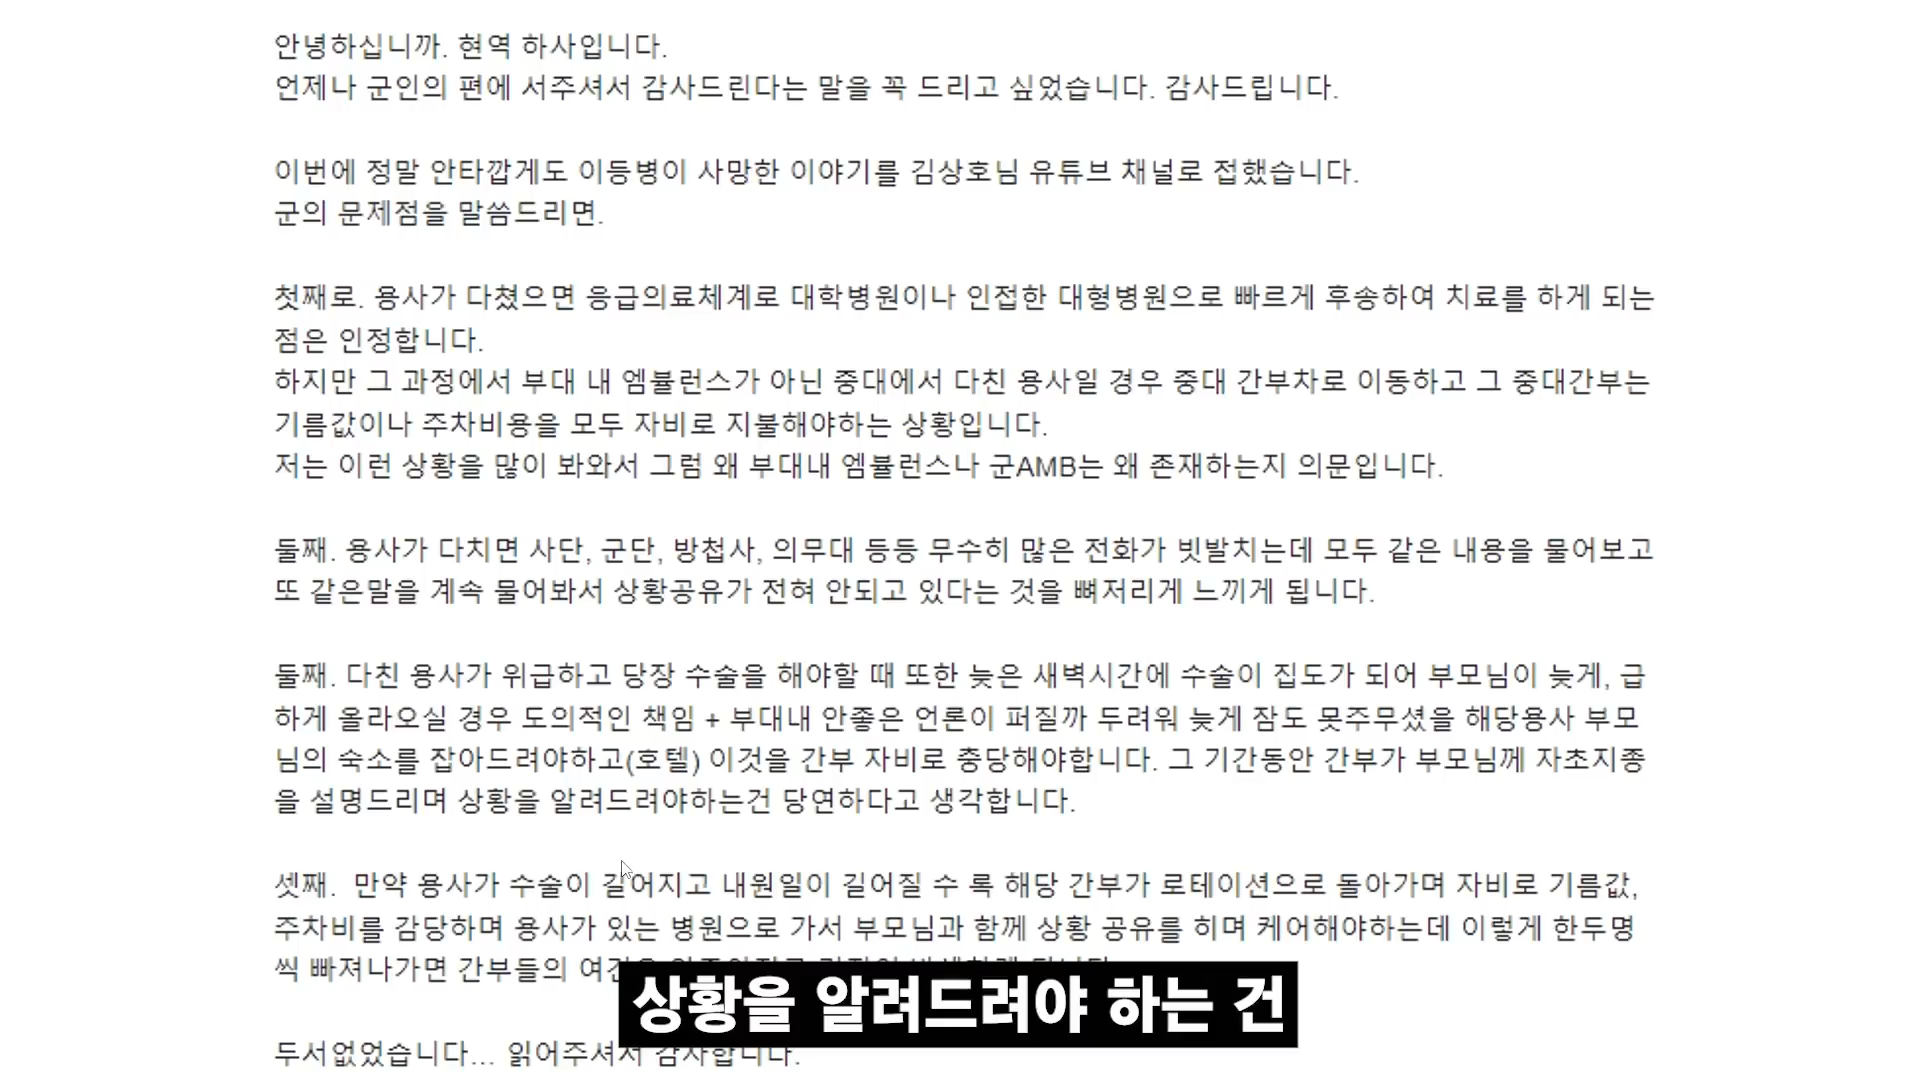 안녕하십니까. 현역 하사입니다.
언제나 군인의 편에 서주셔서 감사드린다는 말을 꼭 드리고 싶었습니다. 감사드립니다.
이번에 정말 안타깝게도 이등병이 사망한 이야기를 김상호님 유튜브 채널로 접했습니다.
군의 문제점을 말씀드리면.
첫째로. 용사가 다쳤으면 응급의료체계로 대학병원이나 인접한 대형병원으로 빠르게 후송하여 치료를 하게 되는
점은 인정합니다.
하지만 그 과정에서 부대 내 엠뷸런스가 아닌 중대에서 다친 용사일 경우 중대 간부차로 이동하고 그 중대간부는
기름값이나 주차비용을 모두 자비로 지불해야하는 상황입니다.
저는 이런 상황을 많이 봐와서 그럼 왜 부대내 엠뷸런스나 군AMB는 왜 존재하는지 의문입니다.
둘째. 용사가 다치면 사단, 군단, 방첩사, 의무대 등등 무수히 많은 전화가 빗발치는데 모두 같은 내용을 물어보고
또 같은말을 계속 물어봐서 상황공유가 전혀 안되고 있다는 것을 뼈저리게 느끼게 됩니다.
둘째. 다친 용사가 위급하고 당장 수술을 해야할 때 또한 늦은 새벽시간에 수술이 집도가 되어 부모님이 늦게, 급
하게 올라오실 경우 도의적인 책임 + 부대내 안좋은 언론이 퍼질까 두려워 늦게 잠도 못주무셨을 해당용사 부모
님의 숙소를 잡아드려야하고(호텔) 이것을 간부 자비로 충당해야합니다. 그 기간동안 간부가 부모님께 자초지종
을 설명드리며 상황을 알려드려야하는건 당연하다고 생각합니다.
셋째. 만약 용사가 수술이 길어지고 내원일이 길어질 수 록 해당 간부가 로테이션으로 돌아가며 자비로 기름값,
주차비를 감당하며 용사가 있는 병원으로 가서 부모님과 함께 상황 공유를 히며 케어해야하는데 이렇게 한두명
씩 빠져나가면 간부들의
상황을 알려드려야 하는 건
두서없었습니다... 읽어주셔서 감사합니다.